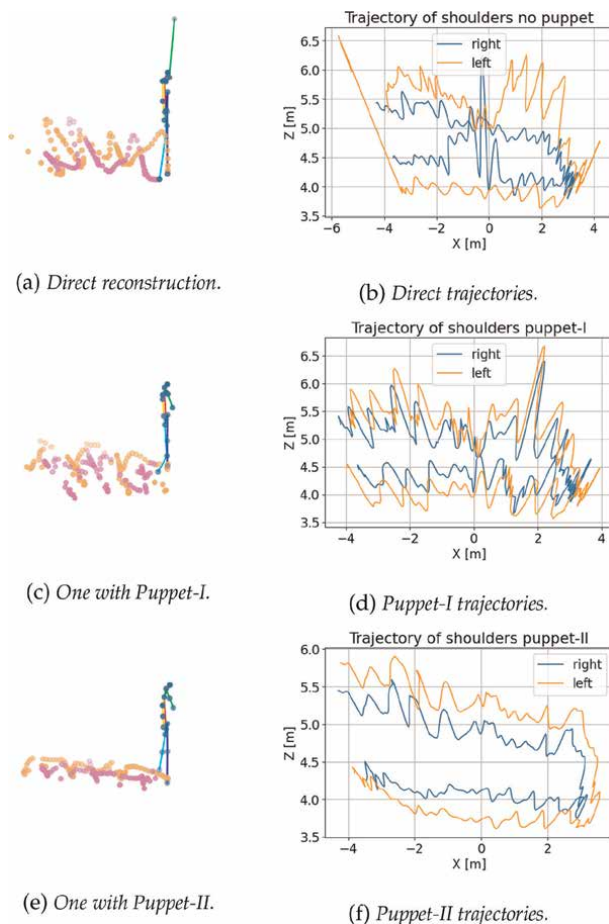 Trajectory of shoulders no puppet
right
left
6.5
6.0
5.5
5.0
4.5
4.0
3.5
Z [m]
−6 −4 −2 0 2 4
X [m]
(a) Direct reconstruction.
(b) Direct trajectories.
Trajectory of shoulders puppet-I
right
left
6.5
6.0
5.5
5.0
4.5
4.0
3.5
Z [m]
−4 −2 0 2 4
X [m]
(c) One with Puppet-I.
(d) Puppet-I trajectories.
Trajectory of shoulders puppet-II
right
left
6.0
5.5
5.0
4.5
4.0
3.5
Z [m]
−4 −2 0 2
X [m]
(e) One with Puppet-II.
(f) Puppet-II trajectories.